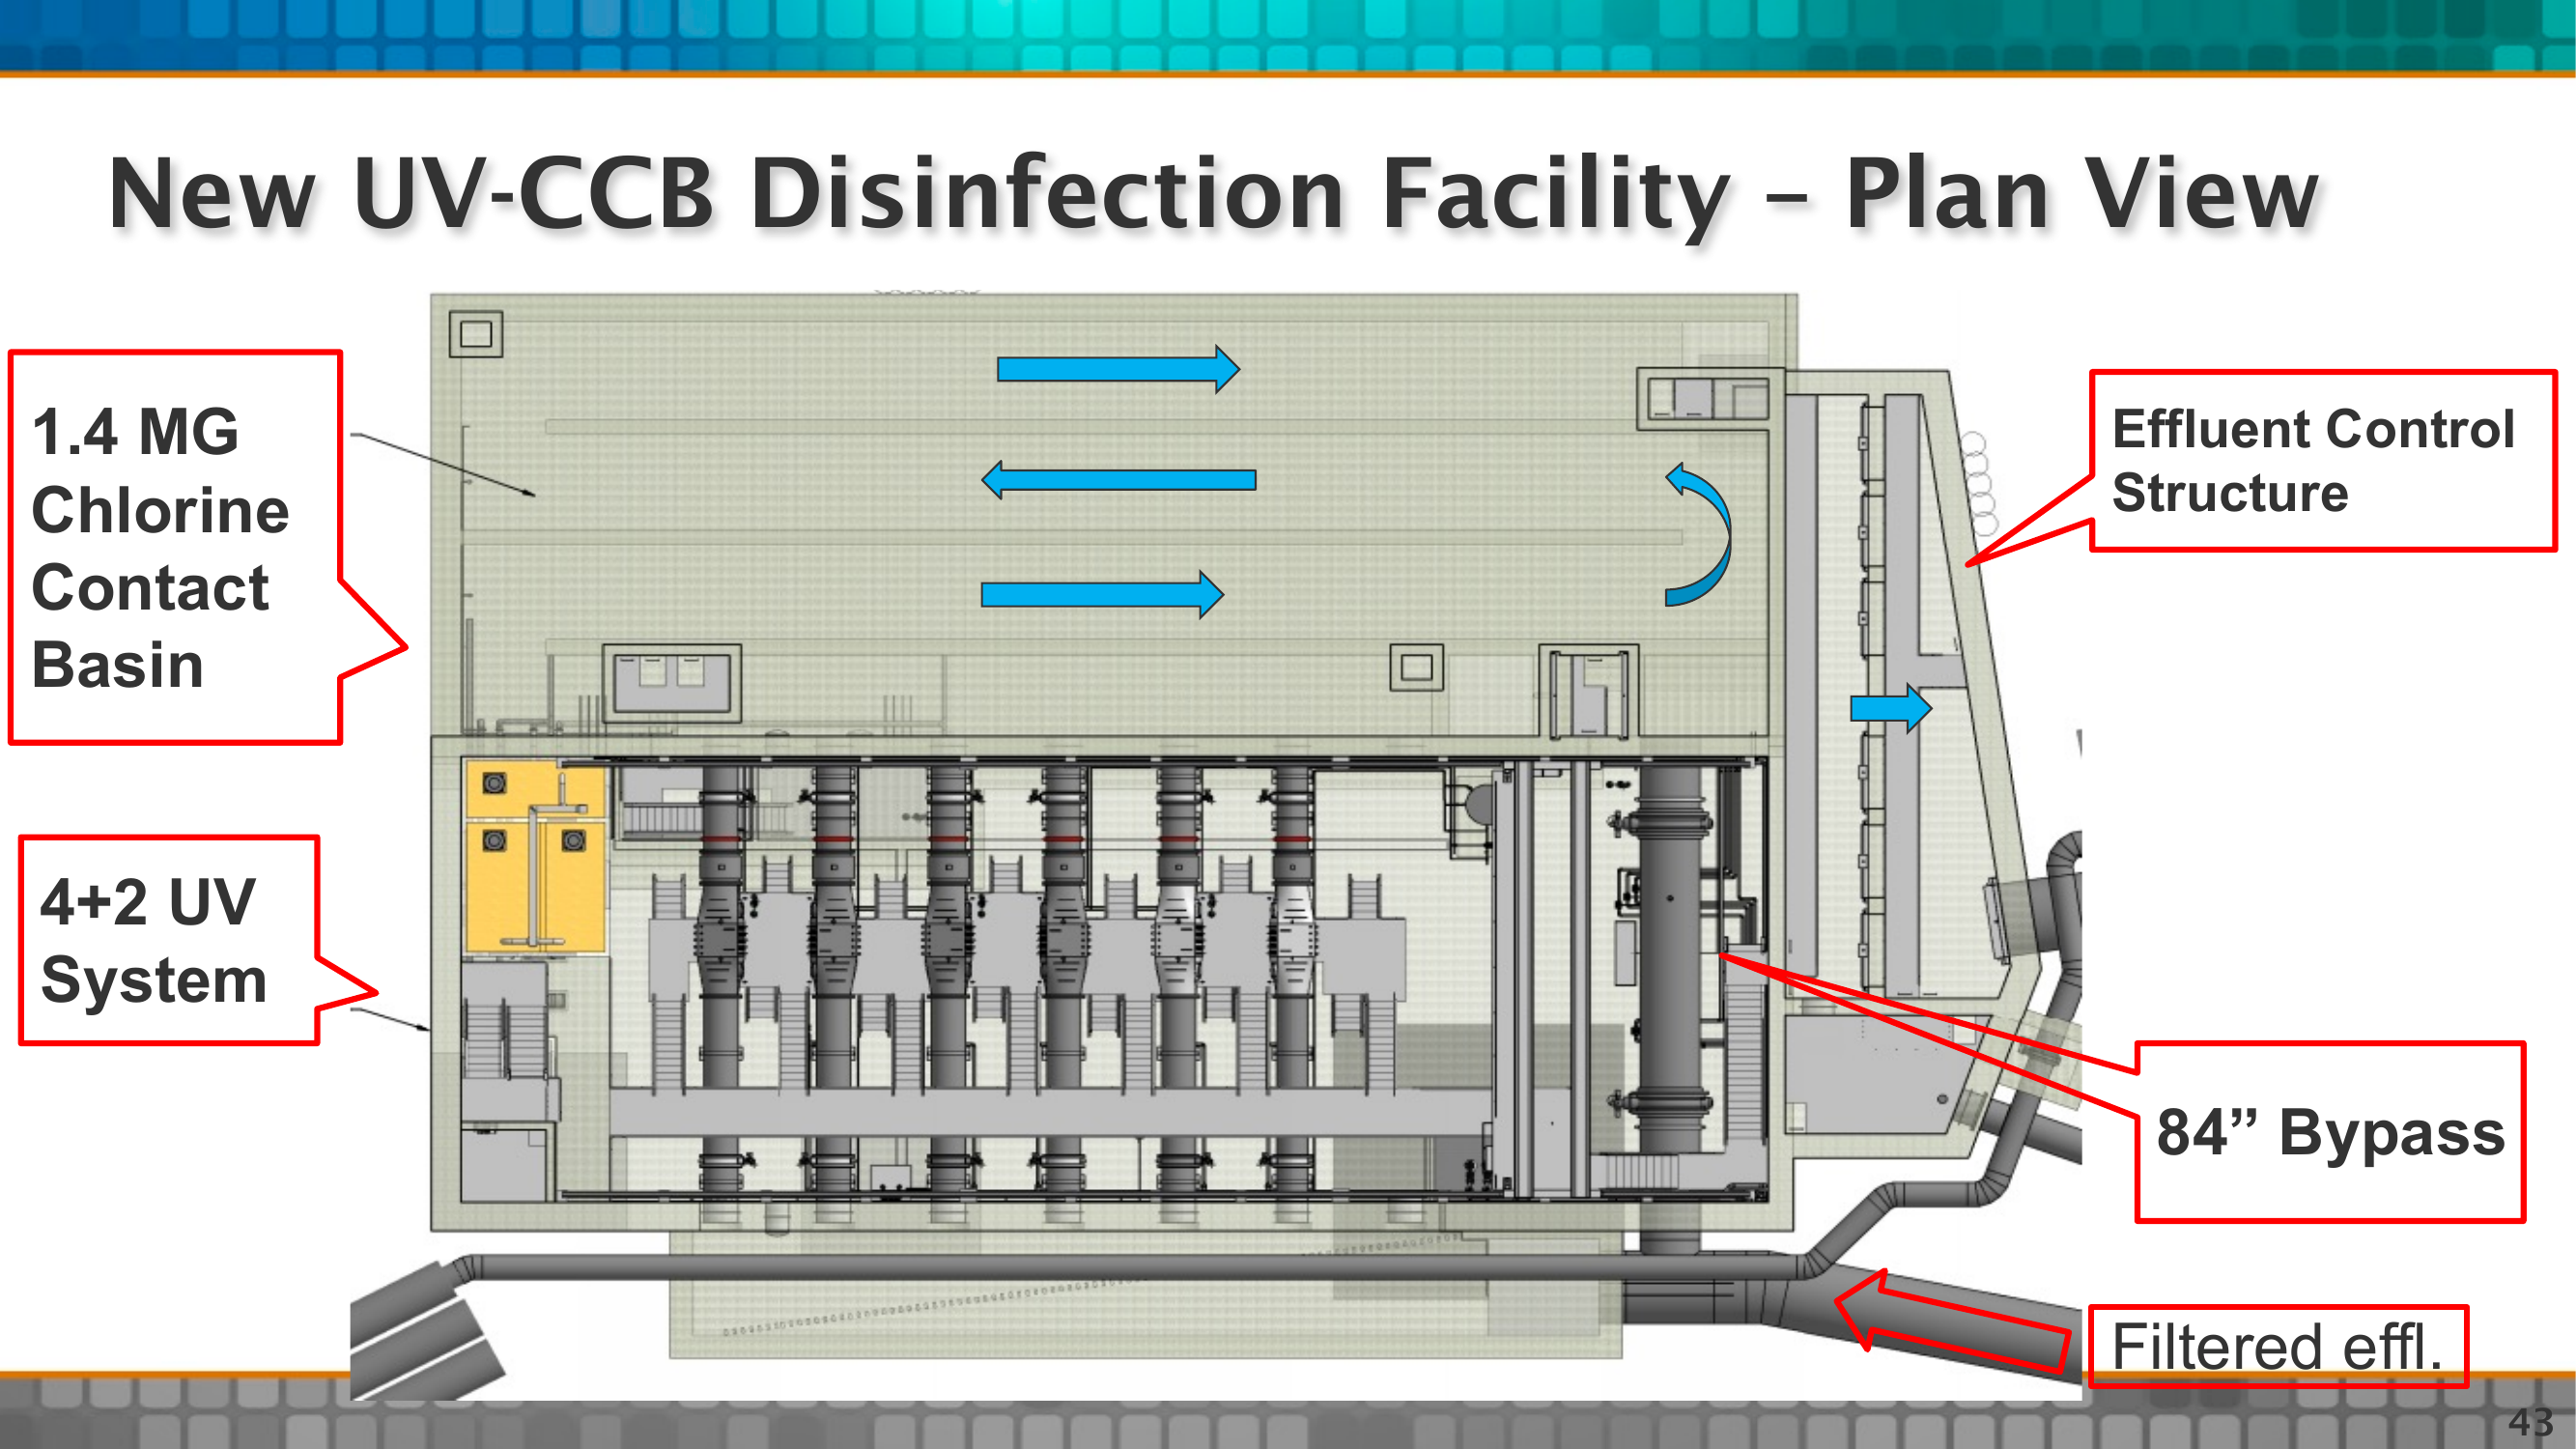 New UV-CCB Disinfection Facility – Plan View
1.4 MG
Chlorine
Contact
Basin
Effluent Control
Structure
4+2 UV
System
84” Bypass
Filtered effl.
43